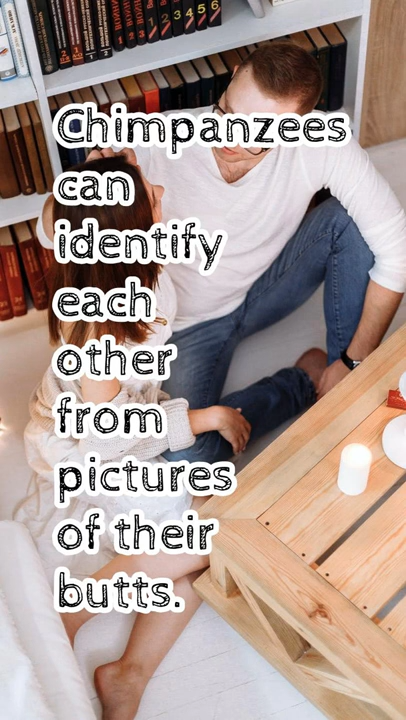 Chimpanzees
can
identify
each
other
from
pictures
of their
butts.